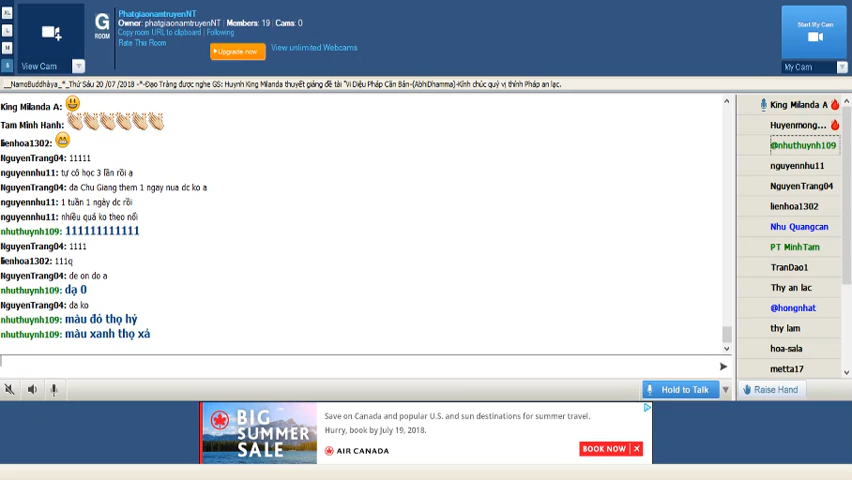 XL
L
M
S
View Cam
G
ROOM
PhatgiaonamtruyenNT
Owner: phatgiaonamtruyenNT | Members: 19 | Cams: 0
Copy room URL to clipboard | Following
Rate This Room
Upgrade now
View unlimited Webcams
Start My Cam
My Cam
__NamoBuddhàya_*_Thứ Sáu 20 /07 /2018 -*-Đạo Tràng được nghe GS: Huynh King Milanda thuyết giảng đề tài "Vi Diệu Pháp Căn Bản-(AbhiDhamma)-Kính chúc quý vị thính Pháp an lạc.
King Milanda A:
Tam Minh Hanh:
lienhoa1302:
NguyenTrang04: 11111
nguyennhu11: tự cô học 3 lần rồi ạ
NguyenTrang04: da Chu Giang them 1 ngay nua dc ko a
nguyennhu11: 1 tuần 1 ngày dc rồi
nguyennhu11: nhiều quá ko theo nổi
nhuthuynh109: 111111111111
NguyenTrang04: 1111
lienhoa1302: 111q
NguyenTrang04: de on do a
nhuthuynh109: dạ 0
NguyenTrang04: da ko
nhuthuynh109: màu đỏ thọ hỷ
nhuthuynh109: màu xanh thọ xả
King Milanda A
Huyenmong...
@nhuthuynh109
nguyennhu11
NguyenTrang04
lienhoa1302
Nhu Quangcan
PT MinhTam
TranDao1
Thy an lac
@hongnhat
thy lam
hoa-sala
metta17
Hold to Talk
Raise Hand
BIG
SUMMER
SALE
Save on Canada and popular U.S. and sun destinations for summer travel.
Hurry, book by July 19, 2018.
AIR CANADA
BOOK NOW